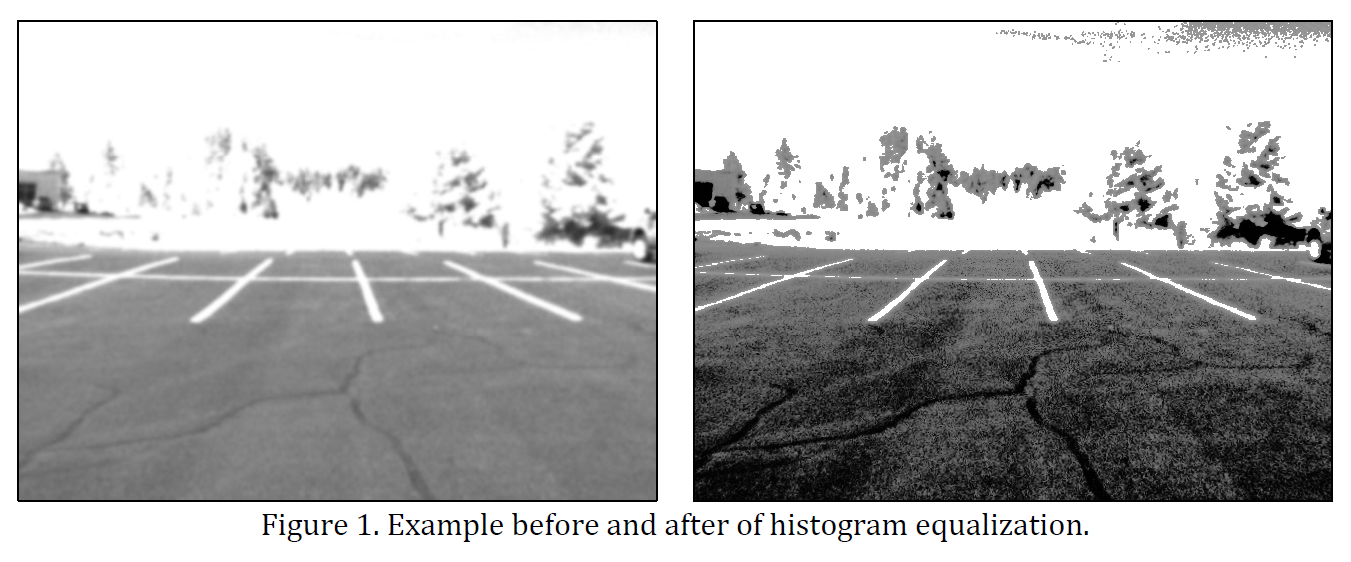 Figure 1. Example before and after of histogram equalization.